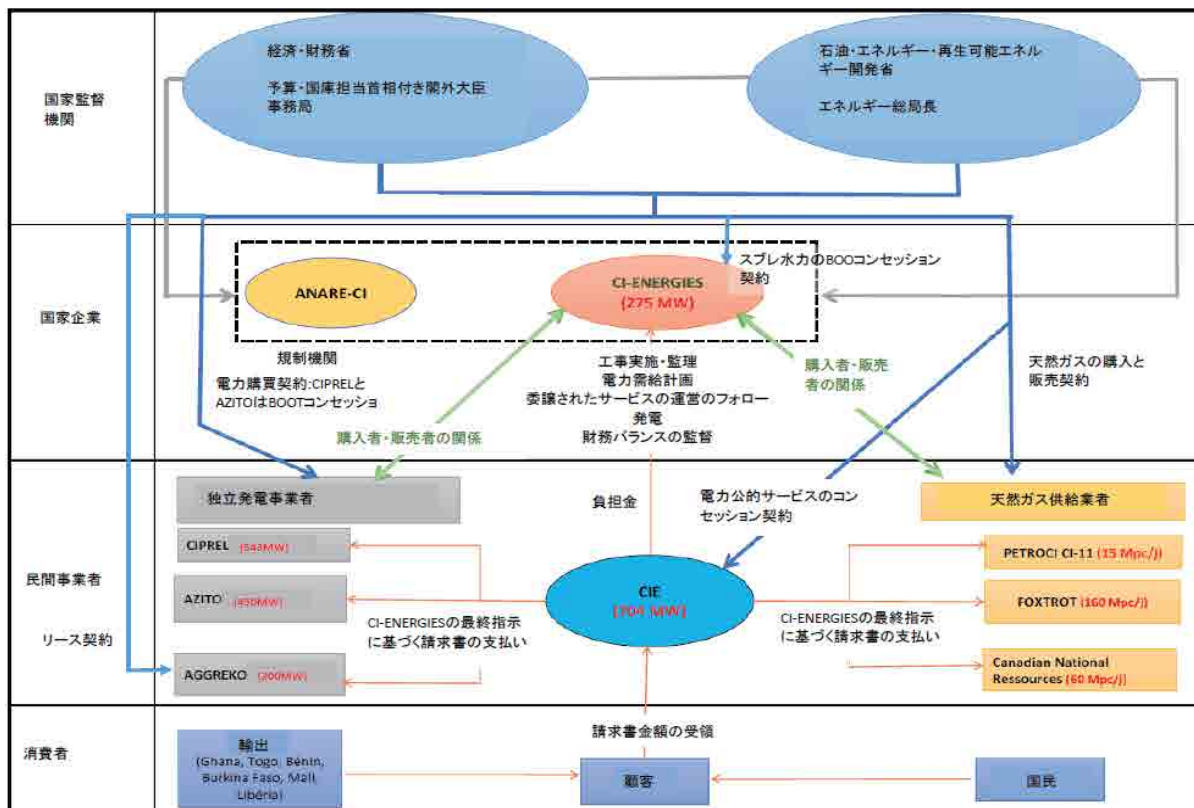 国家監督
機関
経済・財務省
予算・国庫担当首相付き閣外大臣
事務局
石油・エネルギー・再生可能エネル
ギー開発省
エネルギー総局長
国家企業
ANARE-CI
規制機関
CI-ENERGIES
(275 MW)
スブレ水力のBOOコンセッション
契約
電力購買契約:CIPRELと
AZITOはBOOTコンセッショ
購入者・販売者の関係
工事実施・監理
電力需給計画
委譲されたサービスの運営のフォロー
発電
財務バランスの監督
購入者・販売
者の関係
天然ガスの購入と
販売契約
民間事業者
リース契約
独立発電事業者
CIPREL
AZITO
AGGREKO (200MW)
負担金
電力公的サービスのコン
セッション契約
CIE
(704 MW)
CI-ENERGIESの最終指示
に基づく請求書の支払い
CI-ENERGIESの最終指示
に基づく請求書の支払い
天然ガス供給業者
PETROCI CI-11 (15 Mpc/j)
FOXTROT (160 Mpc/j)
Canadian National
Ressources (60 Mpc/j)
消費者
輸出
(Ghana, Togo, Bénin,
Burkina Faso, Mali,
Libéria)
請求書金額の受領
顧客
国民